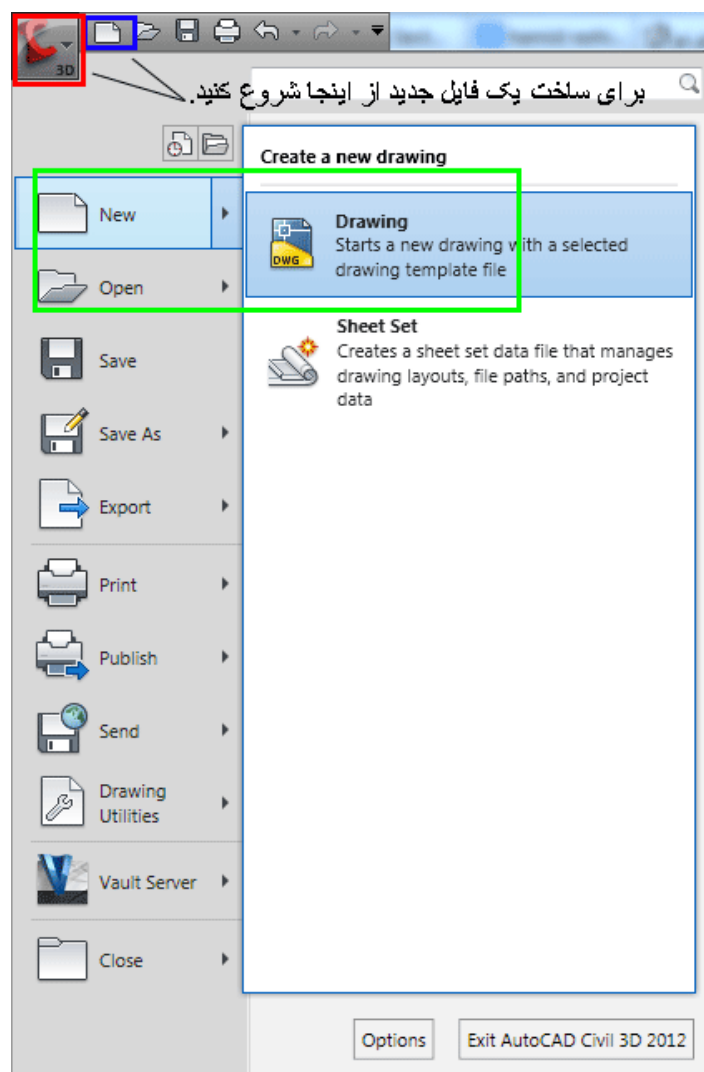 3D
برای ساخت یک فایل جدید از اینجا شروع کنید.
Create a new drawing
New
Drawing
Starts a new drawing with a selected
drawing template file
DWG
Open
Sheet Set
Creates a sheet set data file that manages
drawing layouts, file paths, and project
data
Save
Save As
Export
Print
Publish
Send
Drawing
Utilities
Vault Server
Close
Options
Exit AutoCAD Civil 3D 2012